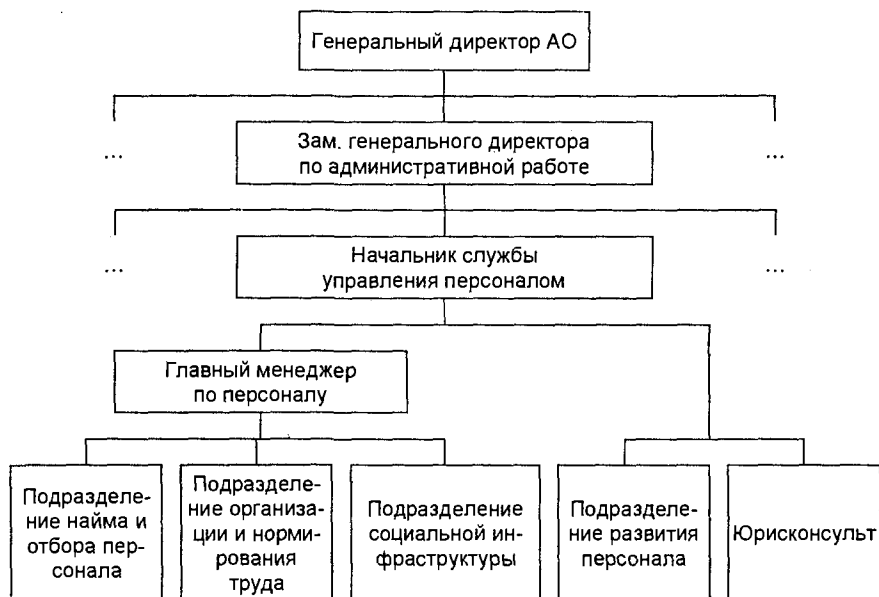 Генеральный директор АО
Зам. генерального директора
по административной работе
...
...
Начальник службы
управления персоналом
...
...
Главный менеджер
по персоналу
Подразделе-
ние найма и
отбора пер-
сонала
Подразделе-
ние организа-
ции и норми-
рования
труда
Подразделение
социальной ин-
фраструктуры
Подразделе-
ние развития
персонала
Юрисконсульт